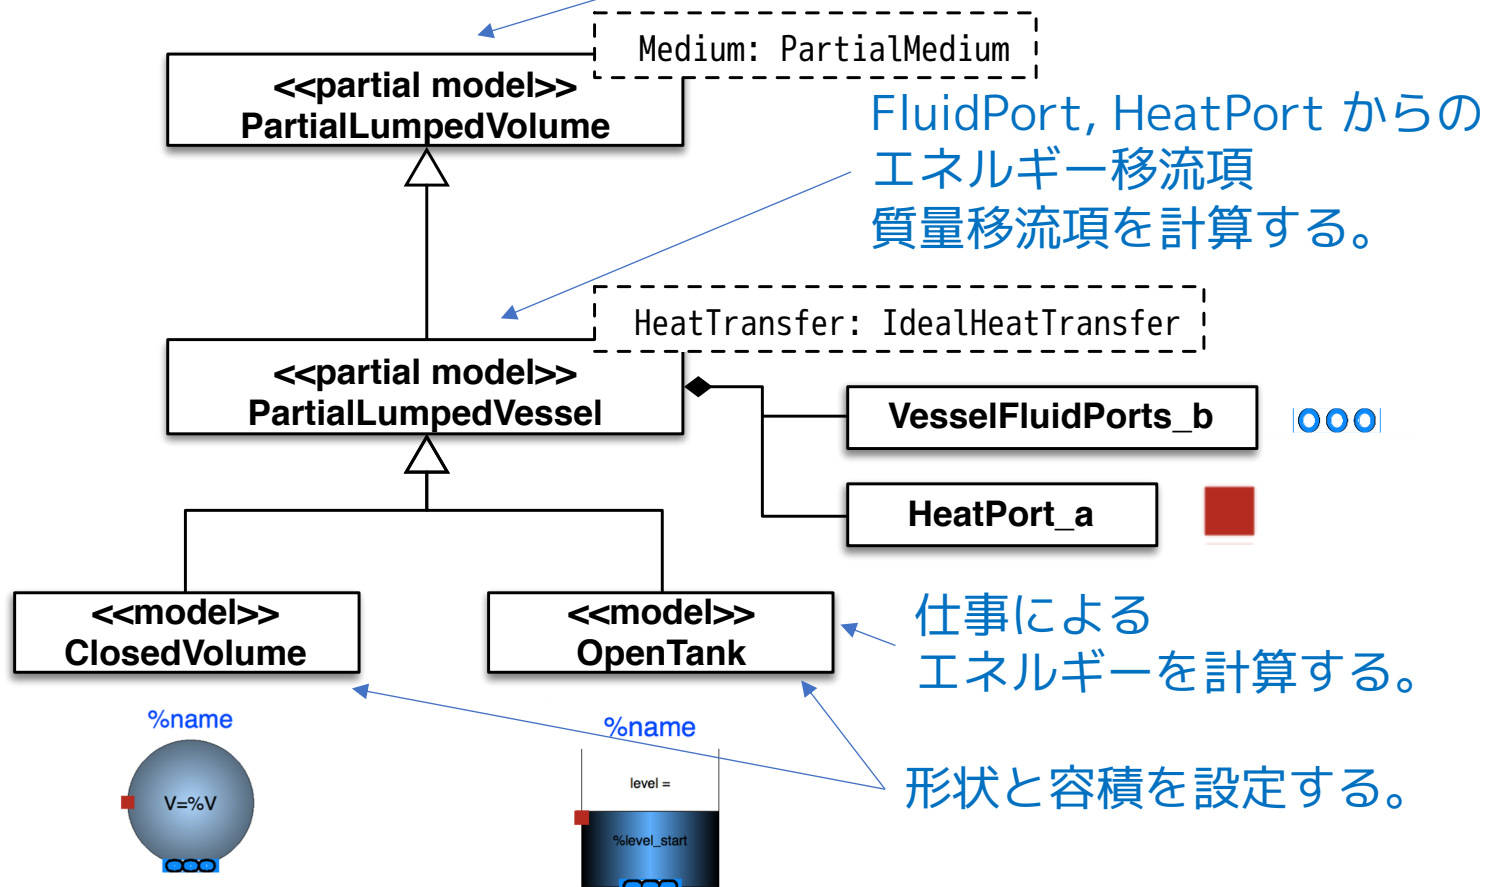 Medium: PartialMedium
<<partial model>>
PartialLumpedVolume
FluidPort, HeatPort からの
エネルギー移流項
質量移流項を計算する。
HeatTransfer: IdealHeatTransfer
<<partial model>>
PartialLumpedVessel
VesselFluidPorts_b
HeatPort_a
<<model>>
ClosedVolume
<<model>>
OpenTank
仕事による
エネルギーを計算する。
%name
V=%V
%name
level =
%level_start
形状と容積を設定する。